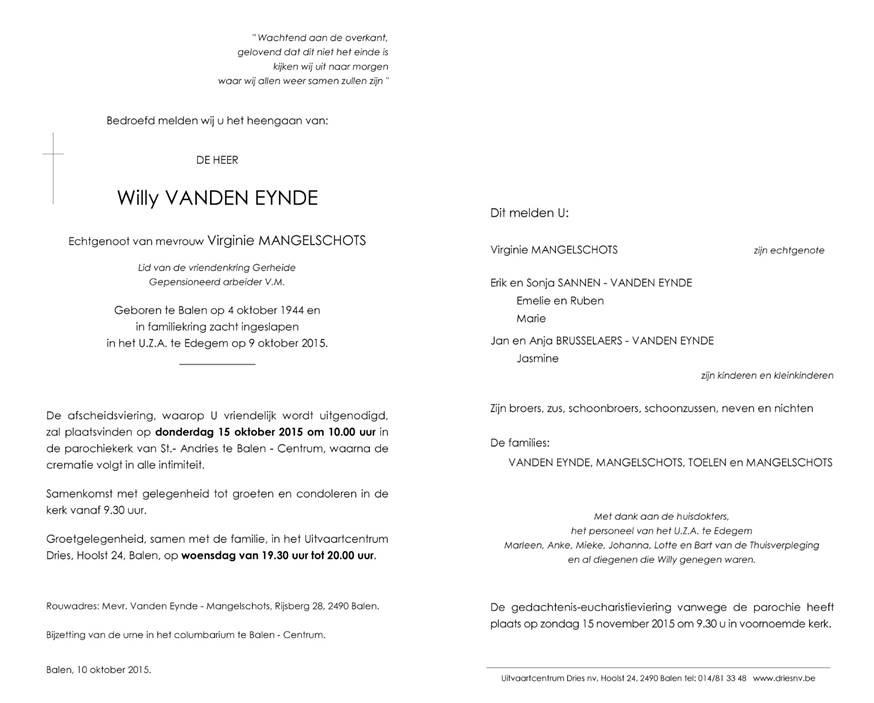 " Wachtend aan de overkant,
gelovend dat dit niet het einde is
kijken wij uit naar morgen
waar wij allen weer samen zullen zijn "
Bedroefd melden wij u het heengaan van:
DE HEER
Willy VANDEN EYNDE
Echtgenoot van mevrouw Virginie MANGELSCHOTS
Lid van de vriendenkring Gerheide
Gepensioneerd arbeider V.M.
Geboren te Balen op 4 oktober 1944 en
in familiekring zacht ingeslapen
in het U.Z.A. te Edegem op 9 oktober 2015.
De afscheidsviering, waarop U vriendelijk wordt uitgenodigd,
zal plaatsvinden op donderdag 15 oktober 2015 om 10.00 uur in
de parochiekerk van St.- Andries te Balen - Centrum, waarna de
crematie volgt in alle intimiteit.
Samenkomst met gelegenheid tot groeten en condoleren in de
kerk vanaf 9.30 uur.
Groetgelegenheid, samen met de familie, in het Uitvaartcentrum
Dries, Hoolst 24, Balen, op woensdag van 19.30 uur tot 20.00 uur.
Rouwadres: Mevr. Vanden Eynde - Mangelschots, Rijsberg 28, 2490 Balen.
Bijzetting van de urne in het columbarium te Balen - Centrum.
Balen, 10 oktober 2015.
Dit melden U:
Virginie MANGELSCHOTS zijn echtgenote
Erik en Sonja SANNEN - VANDEN EYNDE
Emelie en Ruben
Marie
Jan en Anja BRUSSELAERS - VANDEN EYNDE
Jasmine
zijn kinderen en kleinkinderen
Zijn broers, zus, schoonbroers, schoonzussen, neven en nichten
De families:
VANDEN EYNDE, MANGELSCHOTS, TOELEN en MANGELSCHOTS
Met dank aan de huisdokters,
het personeel van het U.Z.A. te Edegem
Marleen, Anke, Mieke, Johanna, Lotte en Bart van de Thuisverpleging
en al diegenen die Willy genegen waren.
De gedachtenis-eucharistieviering vanwege de parochie heeft
plaats op zondag 15 november 2015 om 9.30 u in voornoemde kerk.
Uitvaartcentrum Dries nv, Hoolst 24, 2490 Balen tel: 014/81 33 48 www.driesnv.be